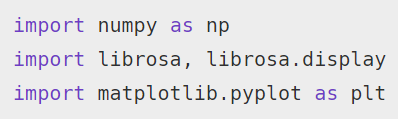 import numpy as np
import librosa, librosa.display
import matplotlib.pyplot as plt